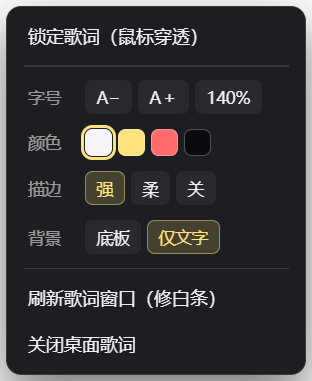 锁定歌词（鼠标穿透）
字号 A− A+ 140%
颜色
描边 强 柔 关
背景 底板 仅文字
刷新歌词窗口（修白条）
关闭桌面歌词